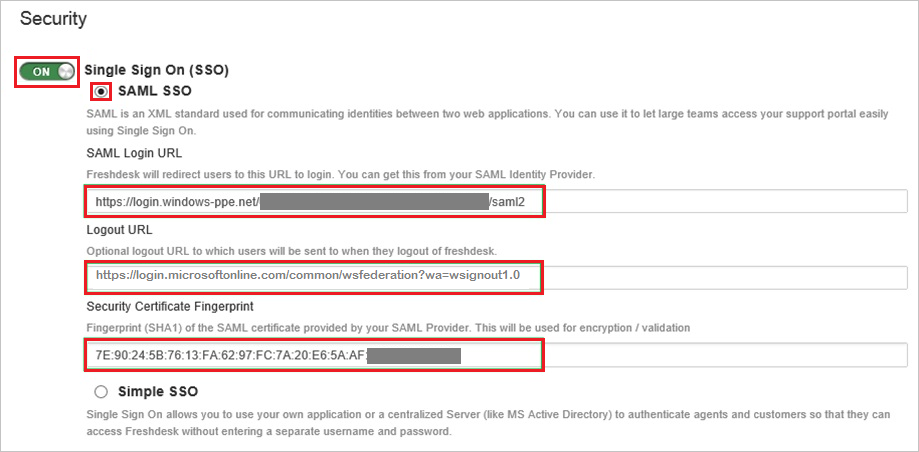 Security
ON Single Sign On (SSO)
SAML SSO
SAML is an XML standard used for communicating identities between two web applications. You can use it to let large teams access your support portal easily
using Single Sign On.
SAML Login URL
Freshdesk will redirect users to this URL to login. You can get this from your SAML Identity Provider.
https://login.windows-ppe.net/ /saml2
Logout URL
Optional logout URL to which users will be sent to when they logout of freshdesk.
https://login.microsoftonline.com/common/wsfederation?wa=wsignout1.0
Security Certificate Fingerprint
Fingerprint (SHA1) of the SAML certificate provided by your SAML Provider. This will be used for encryption / validation
7E:90:24:5B:76:13:FA:62:97:FC:7A:20:E6:5A:AF:
Simple SSO
Single Sign On allows you to use your own application or a centralized Server (like MS Active Directory) to authenticate agents and customers so that they can
access Freshdesk without entering a separate username and password.